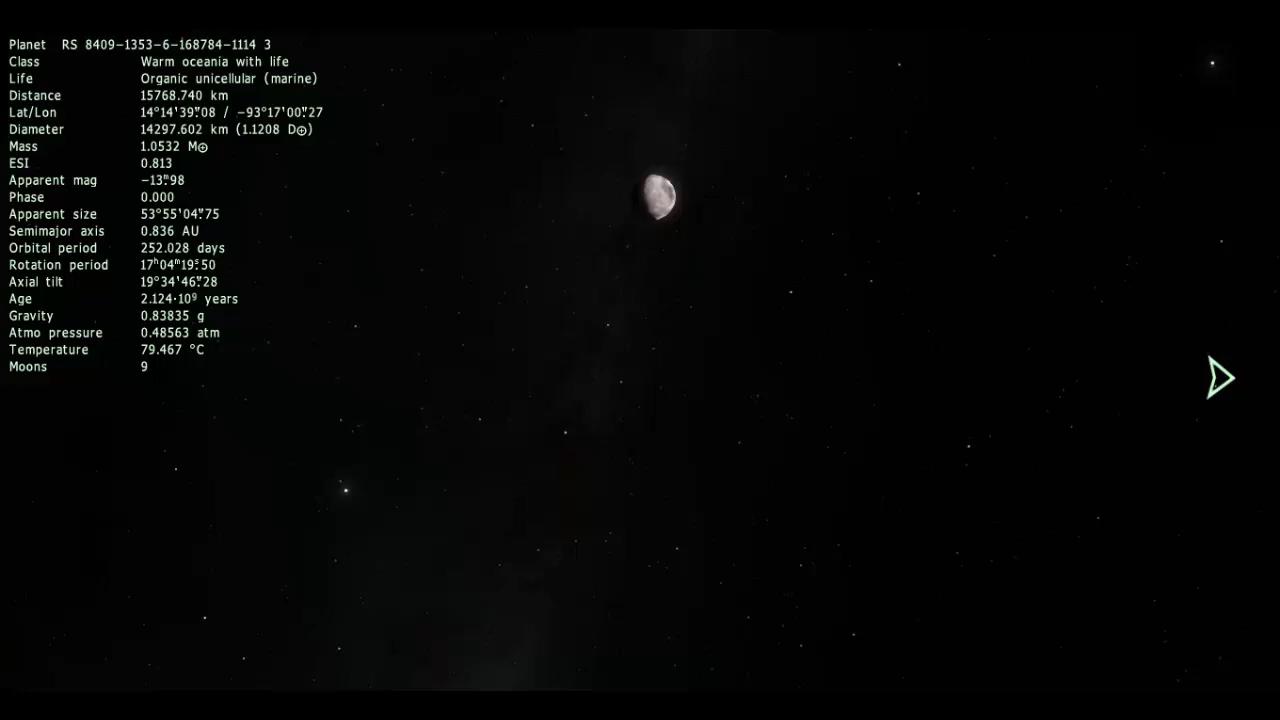 Planet RS 8409-1353-6-168784-1114 3
Class Warm oceania with life
Life Organic unicellular (marine)
Distance 15768.740 km
Lat/Lon 14°14'39".08 / -93°17'00".27
Diameter 14297.602 km (1.1208 D⊕)
Mass 1.0532 M⊕
ESI 0.813
Apparent mag -13ᵐ.98
Phase 0.000
Apparent size 53°55'04".75
Semimajor axis 0.836 AU
Orbital period 252.028 days
Rotation period 17ʰ04ᵐ19ˢ.50
Axial tilt 19°34'46".28
Age 2.124·10⁹ years
Gravity 0.83835 g
Atmo pressure 0.48563 atm
Temperature 79.467 °C
Moons 9